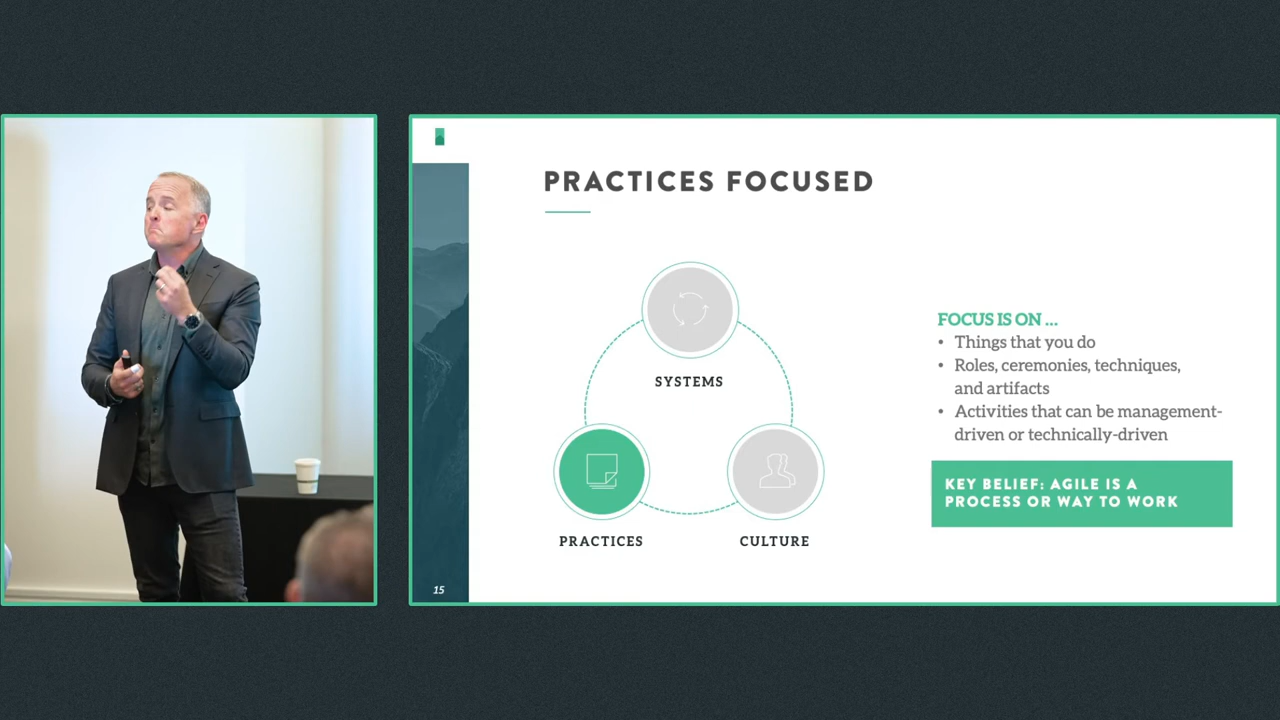 PRACTICES FOCUSED
SYSTEMS
PRACTICES
CULTURE
FOCUS IS ON ...
• Things that you do
• Roles, ceremonies, techniques,
and artifacts
• Activities that can be management-
driven or technically-driven
KEY BELIEF: AGILE IS A
PROCESS OR WAY TO WORK
15